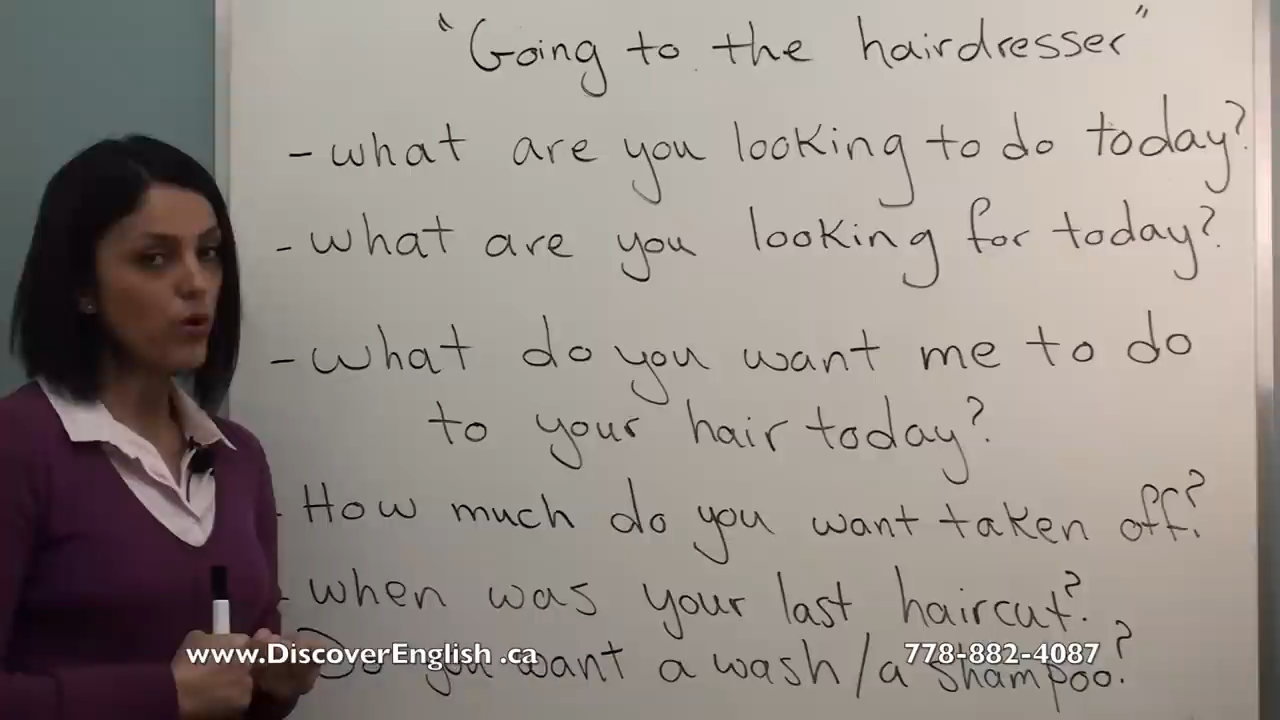 "Going to the hairdresser"
- what are you looking to do today?
- what are you looking for today?
- what do you want me to do
to your hair today?
- How much do you want taken off?
- when was your last haircut?
Do you want a wash/a shampoo?
www.DiscoverEnglish .ca
778-882-4087